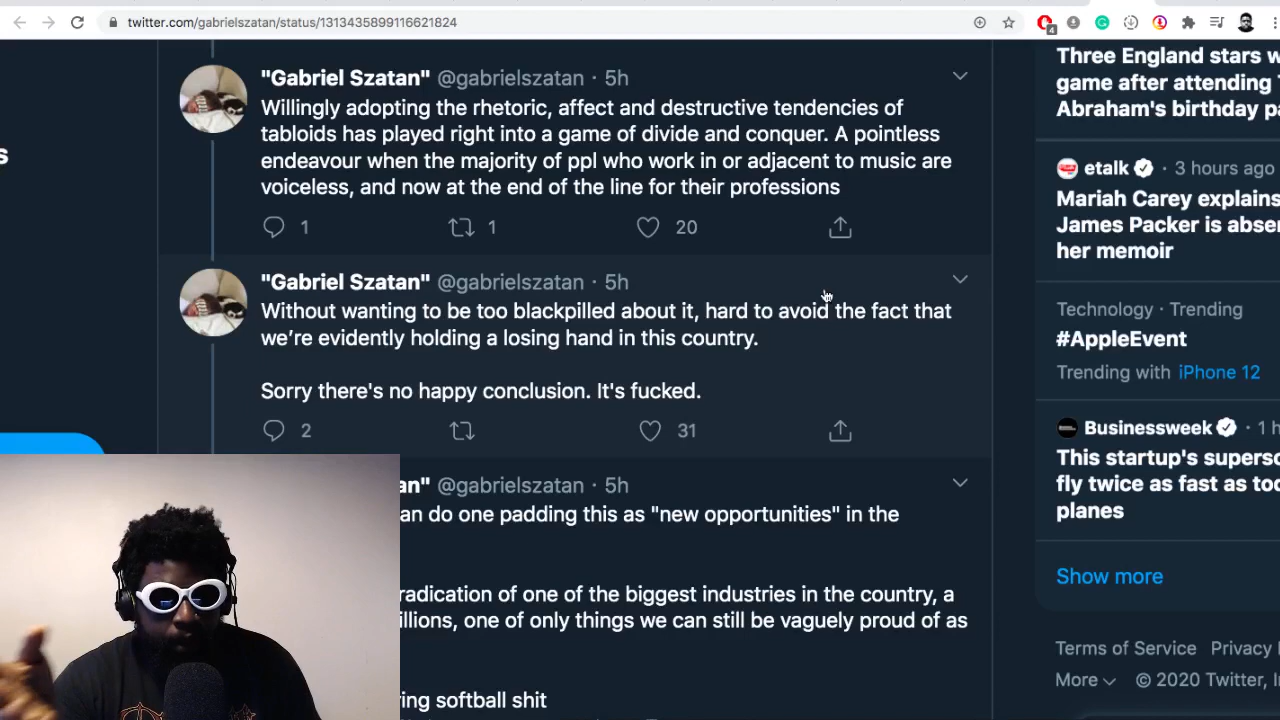 twitter.com/gabrielszatan/status/1313435899116621824
4
"Gabriel Szatan" @gabrielszatan · 5h
Willingly adopting the rhetoric, affect and destructive tendencies of
tabloids has played right into a game of divide and conquer. A pointless
endeavour when the majority of ppl who work in or adjacent to music are
voiceless, and now at the end of the line for their professions
1 1 20
"Gabriel Szatan" @gabrielszatan · 5h
Without wanting to be too blackpilled about it, hard to avoid the fact that
we're evidently holding a losing hand in this country.
Sorry there's no happy conclusion. It's fucked.
2 31
an" @gabrielszatan · 5h
an do one padding this as "new opportunities" in the
radication of one of the biggest industries in the country, a
illions, one of only things we can still be vaguely proud of as
ring softball shit
s
Three England stars
game after attending
Abraham's birthday
etalk · 3 hours ago
Mariah Carey explains
James Packer is
her memoir
Technology · Trending
#AppleEvent
Trending with iPhone 12
Businessweek · 1
This startup's
fly twice as fast as
planes
Show more
Terms of Service Privacy
More © 2020 Twitter,